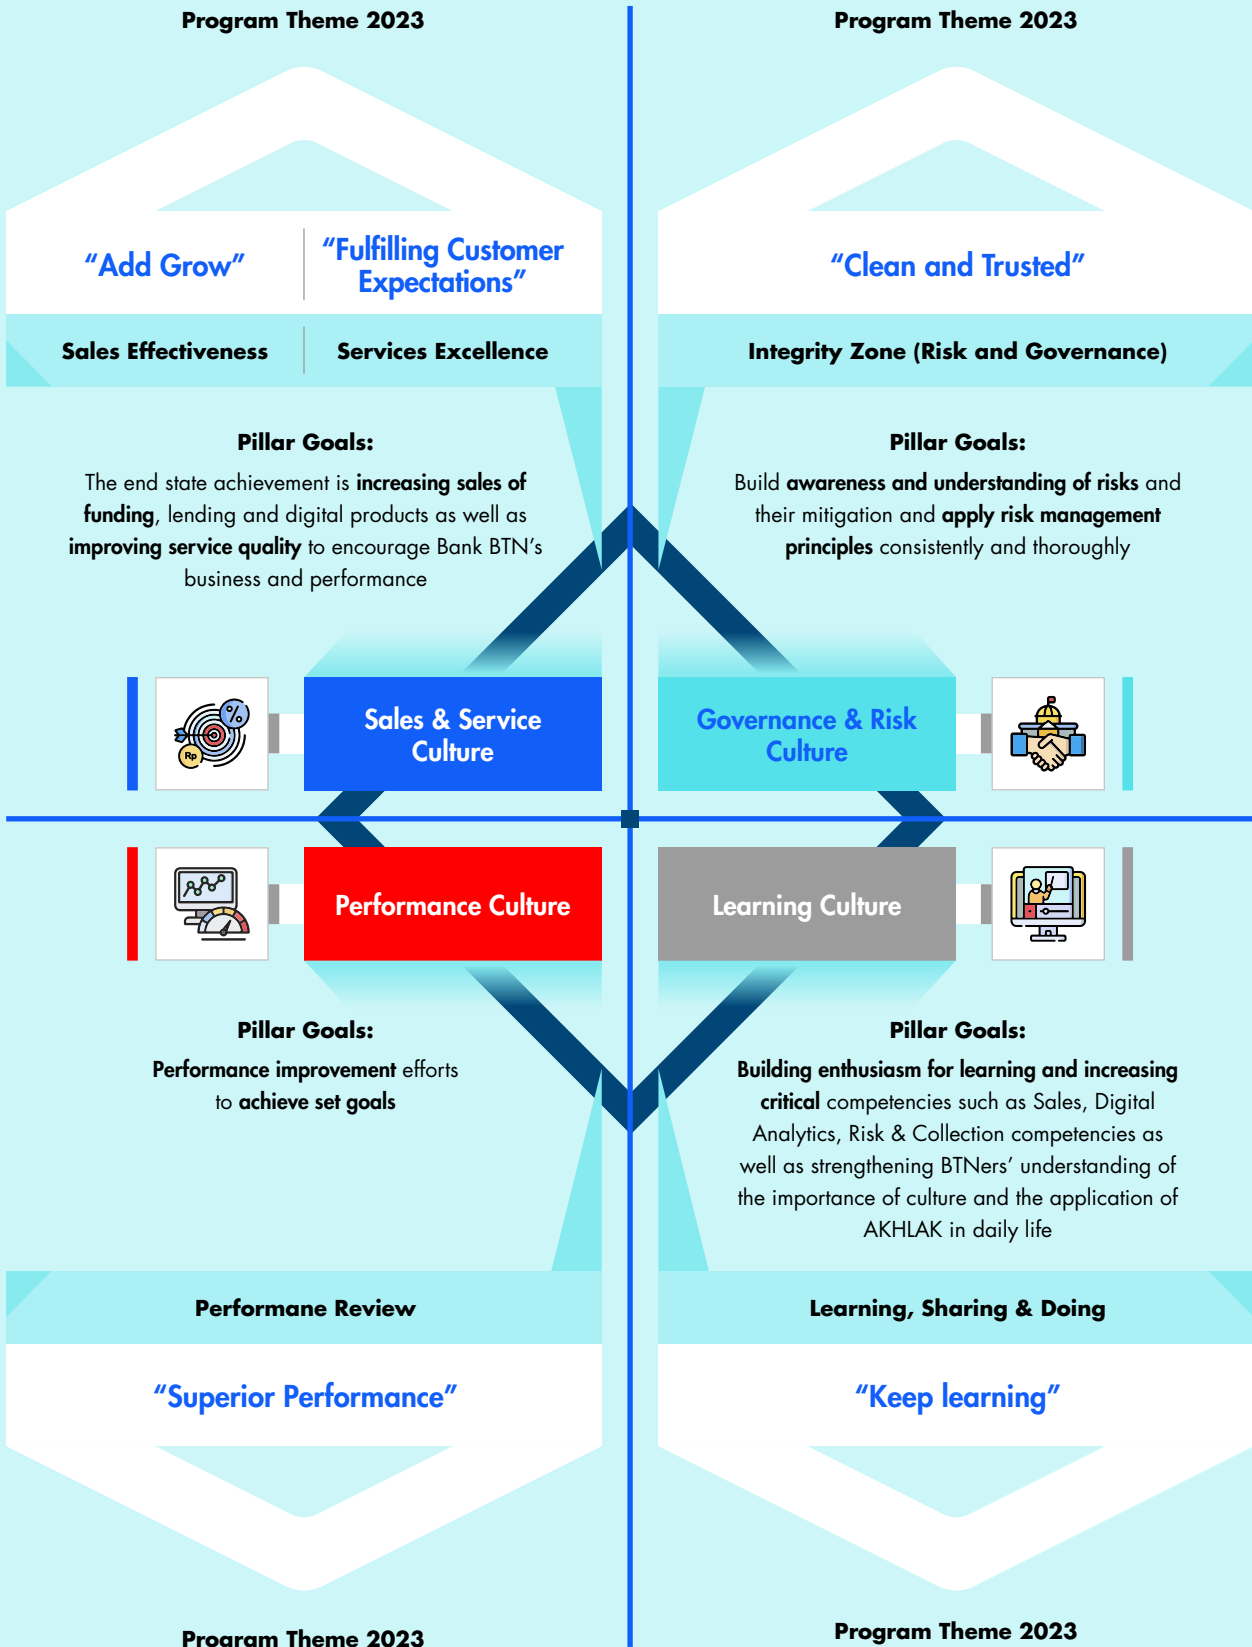 Program Theme 2023
“Add Grow”
“Fulfilling Customer
Expectations”
Sales Effectiveness
Services Excellence
Pillar Goals:
The end state achievement is increasing sales of
funding, lending and digital products as well as
improving service quality to encourage Bank BTN’s
business and performance
%
Rp
Sales & Service
Culture
Program Theme 2023
“Clean and Trusted”
Integrity Zone (Risk and Governance)
Pillar Goals:
Build awareness and understanding of risks and
their mitigation and apply risk management
principles consistently and thoroughly
Governance & Risk
Culture
Performance Culture
Pillar Goals:
Performance improvement efforts
to achieve set goals
Performane Review
“Superior Performance”
Program Theme 2023
Learning Culture
Pillar Goals:
Building enthusiasm for learning and increasing
critical competencies such as Sales, Digital
Analytics, Risk & Collection competencies as
well as strengthening BTNers’ understanding of
the importance of culture and the application of
AKHLAK in daily life
Learning, Sharing & Doing
“Keep learning”
Program Theme 2023